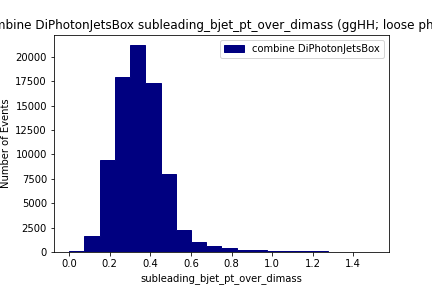 mbine DiPhotonJetsBox subleading_bjet_pt_over_dimass (ggHH; loose ph
combine DiPhotonJetsBox
Number of Events
20000
17500
15000
12500
10000
7500
5000
2500
0
0.0 0.2 0.4 0.6 0.8 1.0 1.2 1.4
subleading_bjet_pt_over_dimass